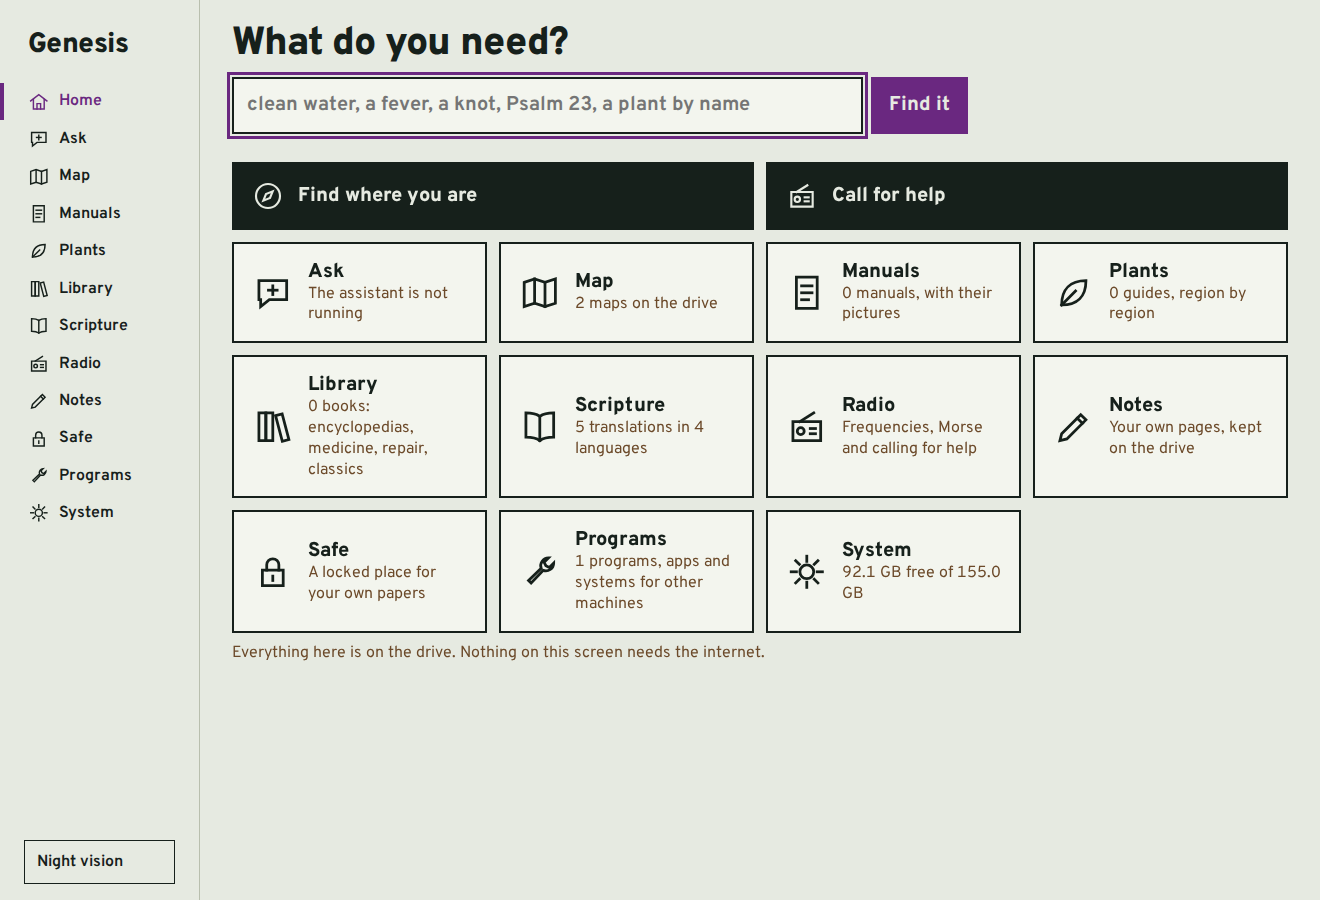 Genesis
Home
Ask
Map
Manuals
Plants
Library
Scripture
Radio
Notes
Safe
Programs
System
Night vision
What do you need?
clean water, a fever, a knot, Psalm 23, a plant by name
Find it
Find where you are
Call for help
Ask
The assistant is not
running
Map
2 maps on the drive
Manuals
0 manuals, with their
pictures
Plants
0 guides, region by
region
Library
0 books:
encyclopedias,
medicine, repair,
classics
Scripture
5 translations in 4
languages
Radio
Frequencies, Morse
and calling for help
Notes
Your own pages, kept
on the drive
Safe
A locked place for
your own papers
Programs
1 programs, apps and
systems for other
machines
System
92.1 GB free of 155.0
GB
Everything here is on the drive. Nothing on this screen needs the internet.